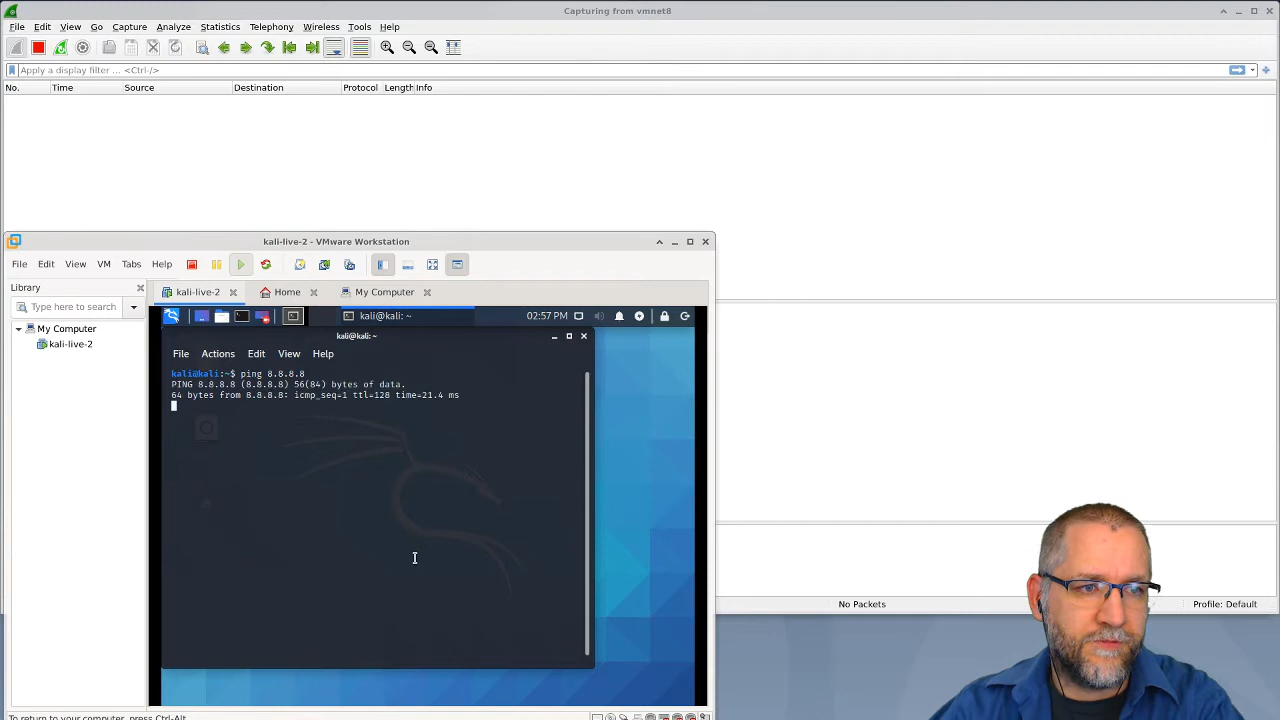 Capturing from vmnet8
File Edit View Go Capture Analyze Statistics Telephony Wireless Tools Help
Apply a display filter ... <Ctrl-/>
No. Time Source Destination Protocol Length Info
kali-live-2 - VMware Workstation
File Edit View VM Tabs Help
Library
kali-live-2 Home My Computer
Type here to search
My Computer
kali-live-2
kali@kali: ~
02:57 PM
kali@kali: ~
File Actions Edit View Help
kali@kali:~$ ping 8.8.8.8
PING 8.8.8.8 (8.8.8.8) 56(84) bytes of data.
64 bytes from 8.8.8.8: icmp_seq=1 ttl=128 time=21.4 ms
No Packets
Profile: Default
To return to your computer, press Ctrl-Alt